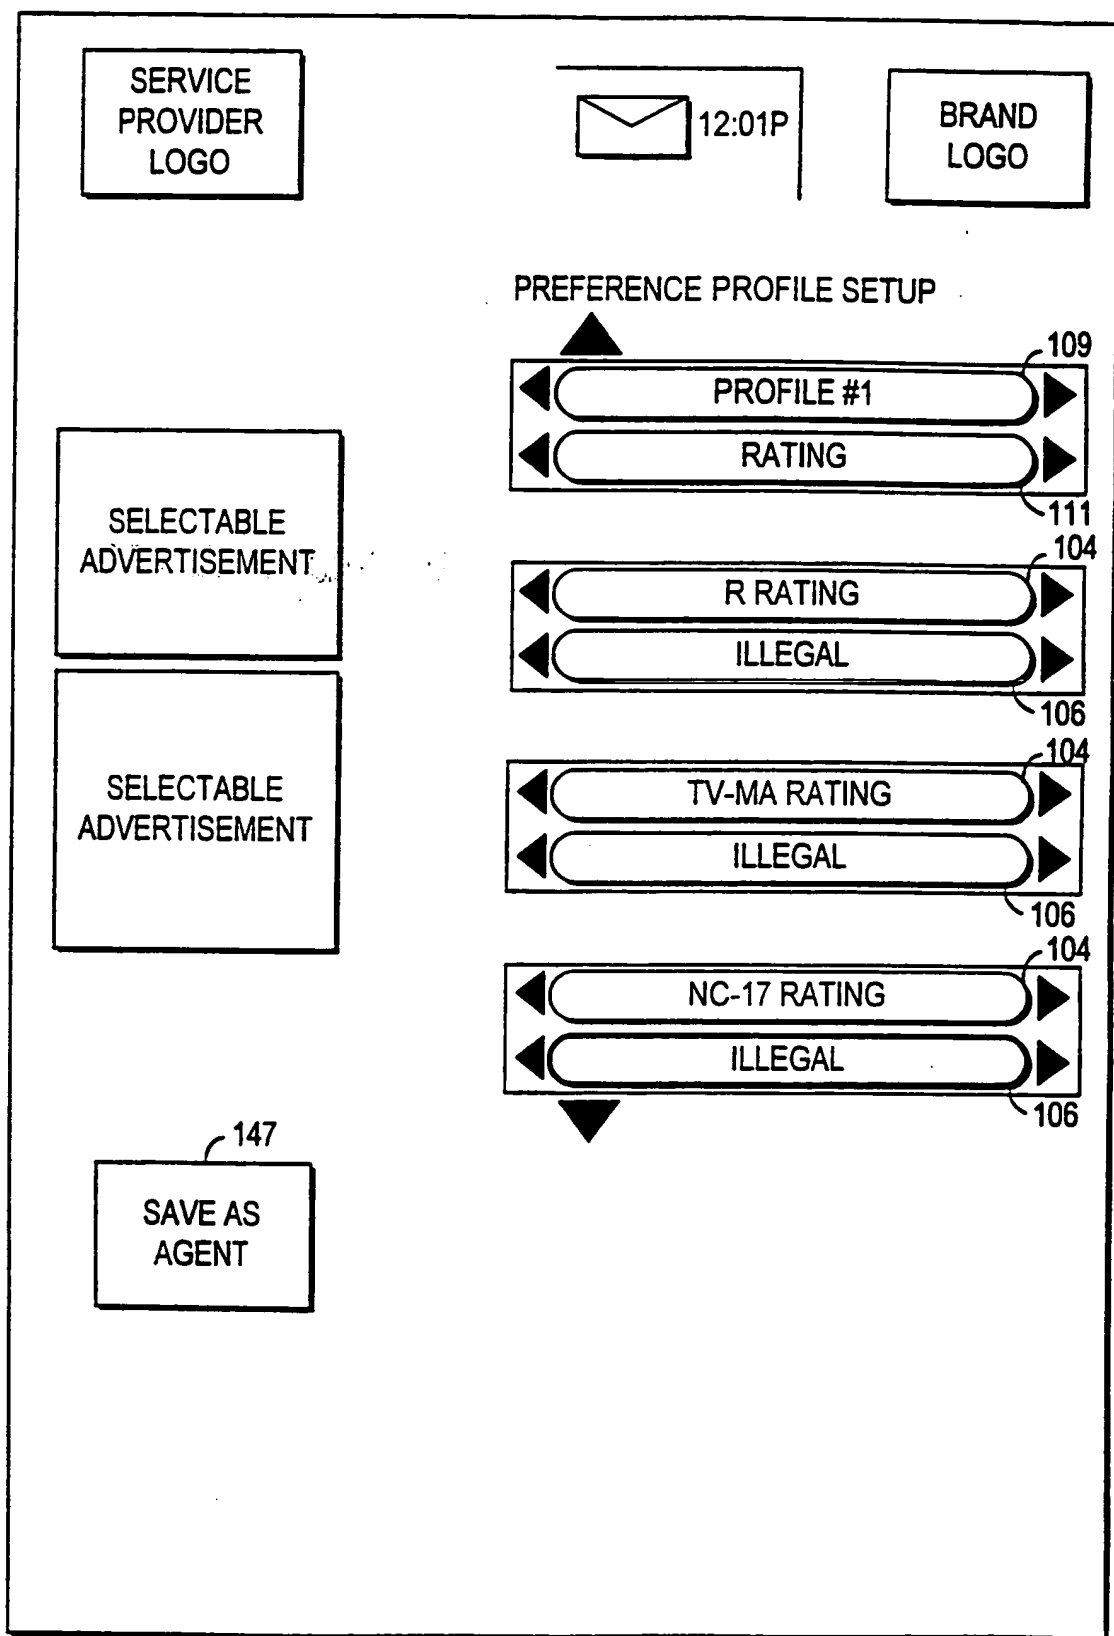 SERVICE
PROVIDER
LOGO
12:01P
BRAND
LOGO
PREFERENCE PROFILE SETUP
109
PROFILE #1
RATING
111
SELECTABLE
ADVERTISEMENT
104
R RATING
ILLEGAL
106
SELECTABLE
ADVERTISEMENT
104
TV-MA RATING
ILLEGAL
106
104
NC-17 RATING
ILLEGAL
106
147
SAVE AS
AGENT